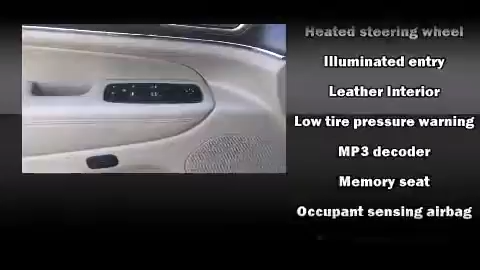 Heated steering wheel
Illuminated entry
Leather Interior
Low tire pressure warning
MP3 decoder
Memory seat
Occupant sensing airbag